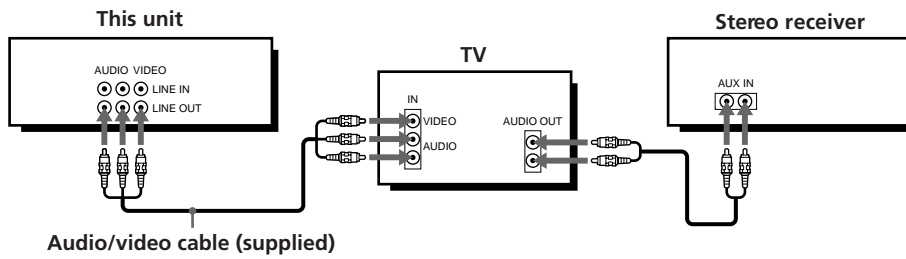 This unit
AUDIO VIDEO
LINE IN
LINE OUT
TV
IN
VIDEO
AUDIO
AUDIO OUT
Stereo receiver
AUX IN
Audio/video cable (supplied)